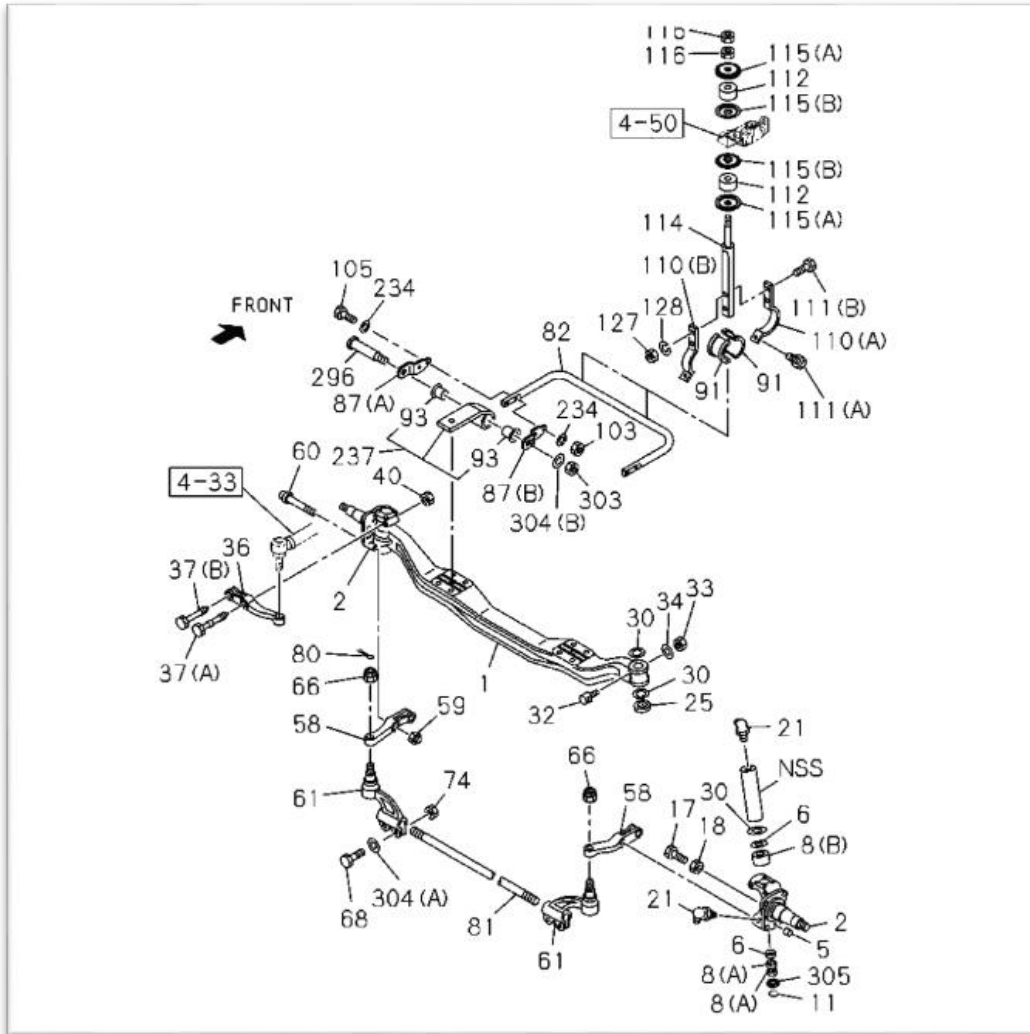 116
116
115(A)
112
115(B)
4-50
115(B)
112
115(A)
114
105
110(B)
FRONT
234
128
82
127
111(B)
110(A)
296
91
91
87(A)
93
234
111(A)
103
60
237
93
40
87(B)
303
4-33
304(B)
36
37(B)
2
30
34
33
80
37(A)
1
30
66
59
32
25
58
21
66
NSS
74
61
58
30
17
6
18
8(B)
304(A)
21
68
81
2
61
6
5
8(A)
305
8(A)
11